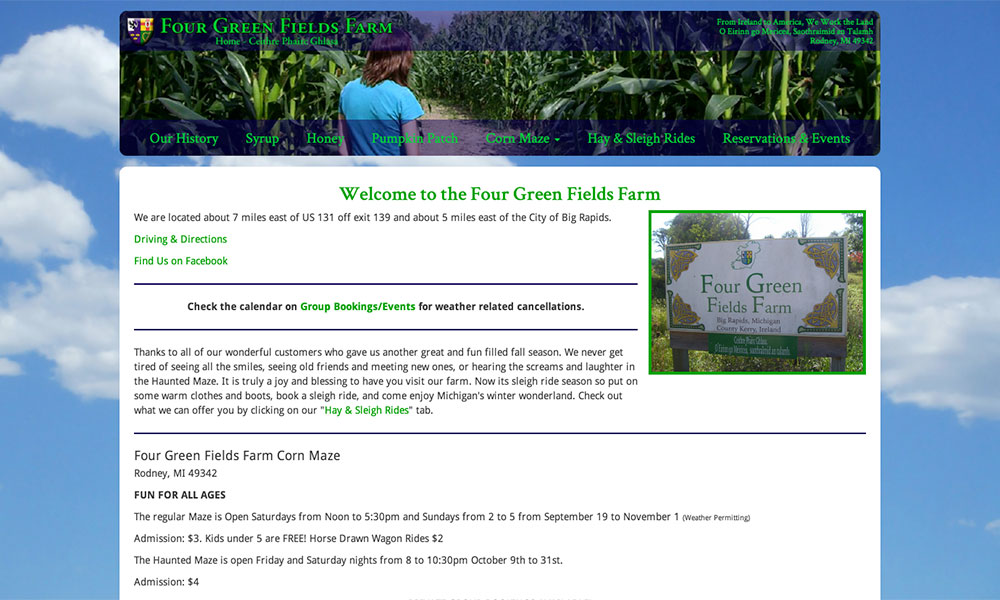 Four Green Fields Farm
Home - Ceithre Pháirc Ghlasa
From Ireland to America, We Work the Land
O Eirinn go Mericea, Saothraimid an Talamh
Rodney, MI 49342
Our History Syrup Honey Pumpkin Patch Corn Maze Hay & Sleigh Rides Reservations & Events
Welcome to the Four Green Fields Farm
We are located about 7 miles east of US 131 off exit 139 and about 5 miles east of the City of Big Rapids.
Driving & Directions
Find Us on Facebook
Check the calendar on Group Bookings/Events for weather related cancellations.
Four Green
Fields Farm
Big Rapids, Michigan
County Kerry, Ireland
Thanks to all of our wonderful customers who gave us another great and fun filled fall season. We never get
tired of seeing all the smiles, seeing old friends and meeting new ones, or hearing the screams and laughter in
the Haunted Maze. It is truly a joy and blessing to have you visit our farm. Now its sleigh ride season so put on
some warm clothes and boots, book a sleigh ride, and come enjoy Michigan's winter wonderland. Check out
what we can offer you by clicking on our "Hay & Sleigh Rides" tab.
Four Green Fields Farm Corn Maze
Rodney, MI 49342
FUN FOR ALL AGES
The regular Maze is Open Saturdays from Noon to 5:30pm and Sundays from 2 to 5 from September 19 to November 1 (Weather Permitting)
Admission: $3. Kids under 5 are FREE! Horse Drawn Wagon Rides $2
The Haunted Maze is open Friday and Saturday nights from 8 to 10:30pm October 9th to 31st.
Admission: $4